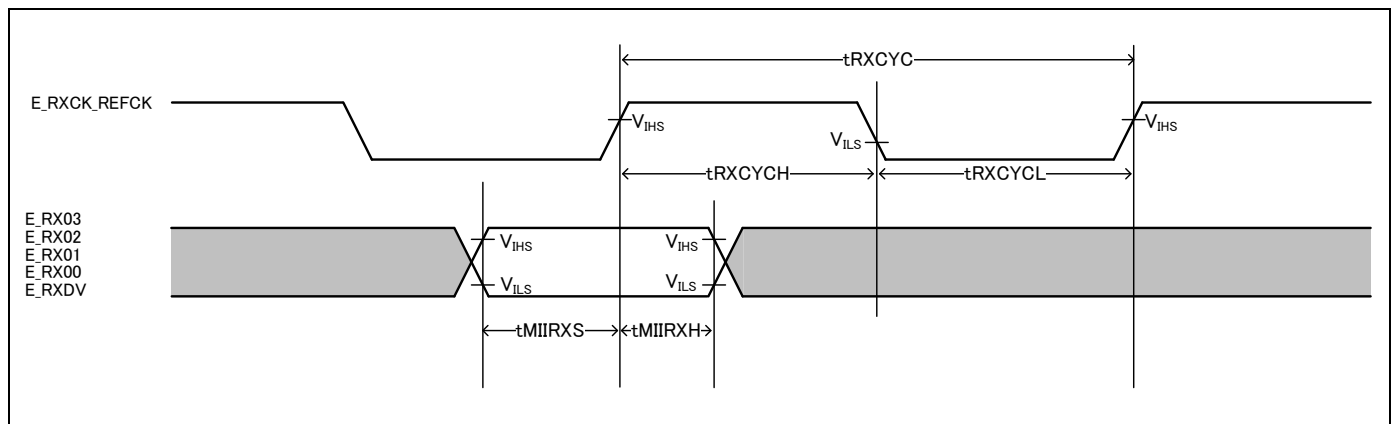 tRXCYC
E_RXCK_REFCK
VIHS
VILS
VIHS
tRXCYCH
tRXCYCL
E_RX03
E_RX02
E_RX01
E_RX00
E_RXDV
VIHS
VIHS
VILS
VILS
tMIIRXS
tMIIRXH